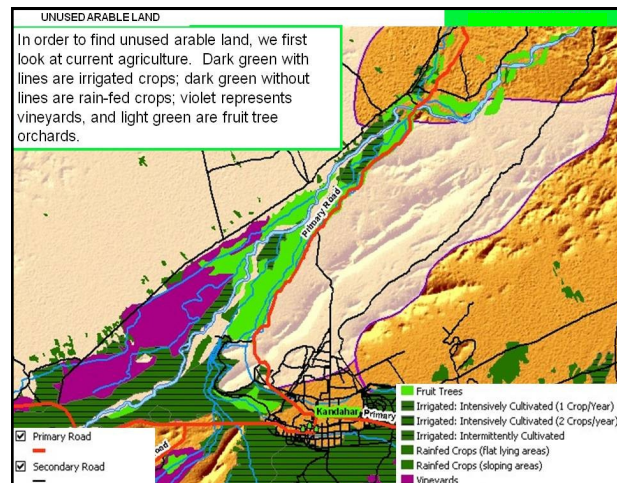 UNUSED ARABLE LAND
In order to find unused arable land, we first
look at current agriculture. Dark green with
lines are irrigated crops; dark green without
lines are rain-fed crops; violet represents
vineyards, and light green are fruit tree
orchards.
Primary Road
Kandahar
Primary
Road
Primary Road
Secondary Road
Fruit Trees
Irrigated: Intensively Cultivated (1 Crop/Year)
Irrigated: Intensively Cultivated (2 Crops/year)
Irrigated: Intermittently Cultivated
Rainfed Crops (flat lying areas)
Rainfed Crops (sloping areas)
Vineyards